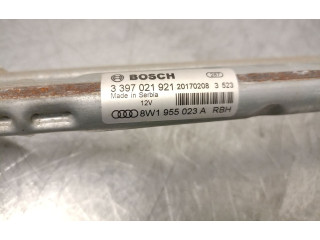 BOSCH
3 397 021 921 20170208 3 523
Made in Serbia
12V
8W1 955 023 A RBH